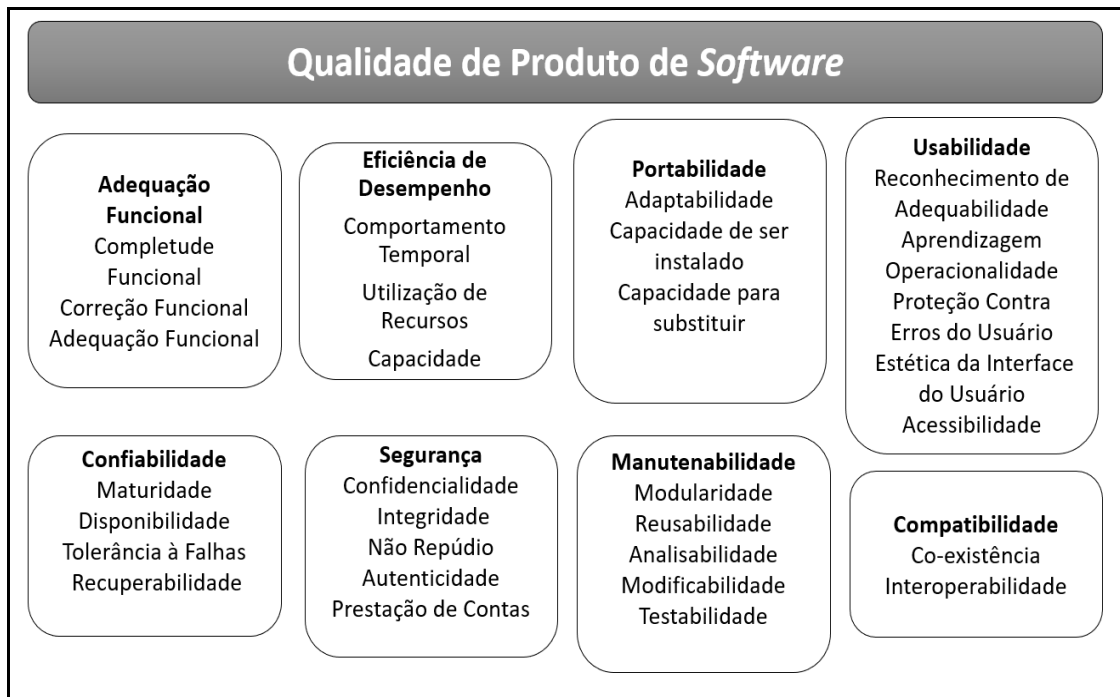 Qualidade de Produto de Software
Adequação
Funcional
Completude
Funcional
Correção Funcional
Adequação Funcional
Eficiência de
Desempenho
Comportamento
Temporal
Utilização de
Recursos
Capacidade
Portabilidade
Adaptabilidade
Capacidade de ser
instalado
Capacidade para
substituir
Usabilidade
Reconhecimento de
Adequabilidade
Aprendizagem
Operacionalidade
Proteção Contra
Erros do Usuário
Estética da Interface
do Usuário
Acessibilidade
Confiabilidade
Maturidade
Disponibilidade
Tolerância à Falhas
Recuperabilidade
Segurança
Confidencialidade
Integridade
Não Repúdio
Autenticidade
Prestação de Contas
Manutenabilidade
Modularidade
Reusabilidade
Analisabilidade
Modificabilidade
Testabilidade
Compatibilidade
Co-existência
Interoperabilidade